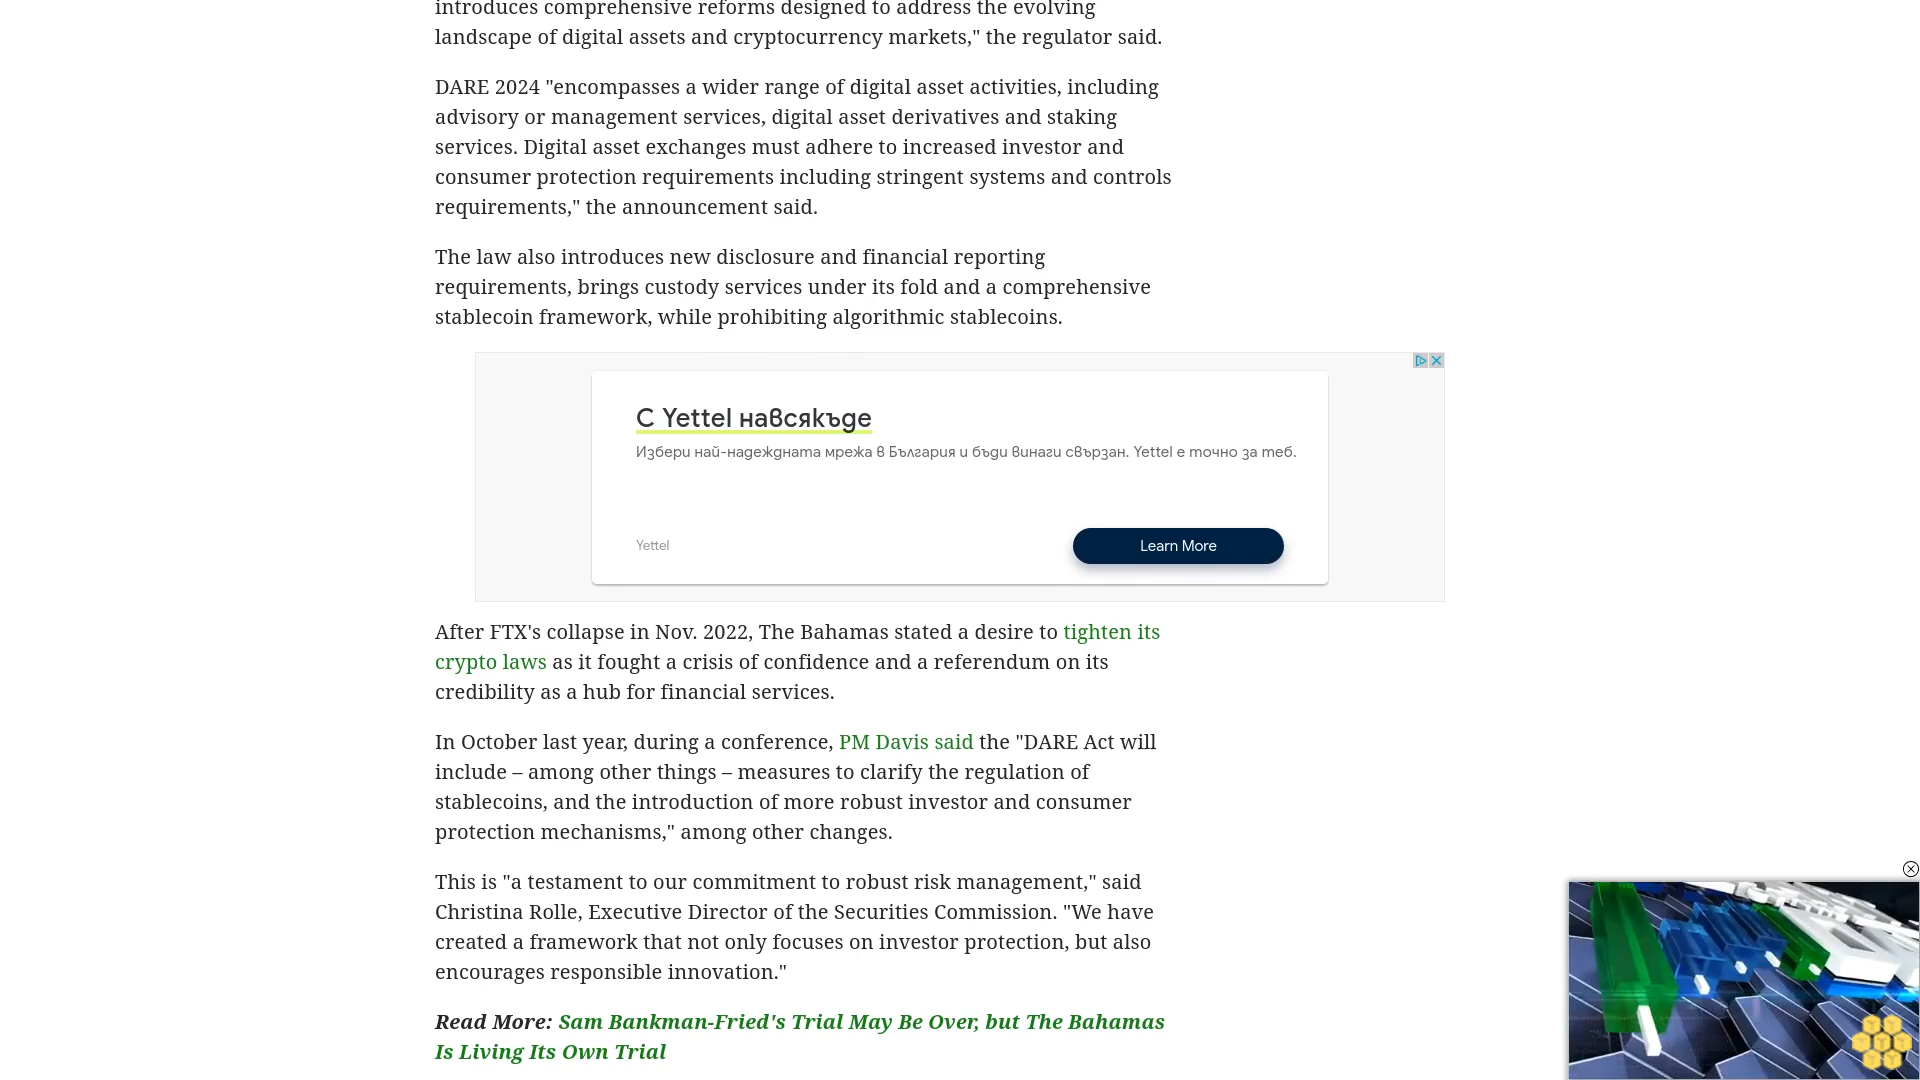 introduces comprehensive reforms designed to address the evolving
landscape of digital assets and cryptocurrency markets," the regulator said.
DARE 2024 "encompasses a wider range of digital asset activities, including
advisory or management services, digital asset derivatives and staking
services. Digital asset exchanges must adhere to increased investor and
consumer protection requirements including stringent systems and controls
requirements," the announcement said.
The law also introduces new disclosure and financial reporting
requirements, brings custody services under its fold and a comprehensive
stablecoin framework, while prohibiting algorithmic stablecoins.
С Yettel навсякъде
Избери най-надеждната мрежа в България и бъди винаги свързан. Yettel е точно за теб.
Yettel
Learn More
After FTX's collapse in Nov. 2022, The Bahamas stated a desire to tighten its
crypto laws as it fought a crisis of confidence and a referendum on its
credibility as a hub for financial services.
In October last year, during a conference, PM Davis said the "DARE Act will
include – among other things – measures to clarify the regulation of
stablecoins, and the introduction of more robust investor and consumer
protection mechanisms," among other changes.
This is "a testament to our commitment to robust risk management," said
Christina Rolle, Executive Director of the Securities Commission. "We have
created a framework that not only focuses on investor protection, but also
encourages responsible innovation."
Read More: Sam Bankman-Fried's Trial May Be Over, but The Bahamas
Is Living Its Own Trial